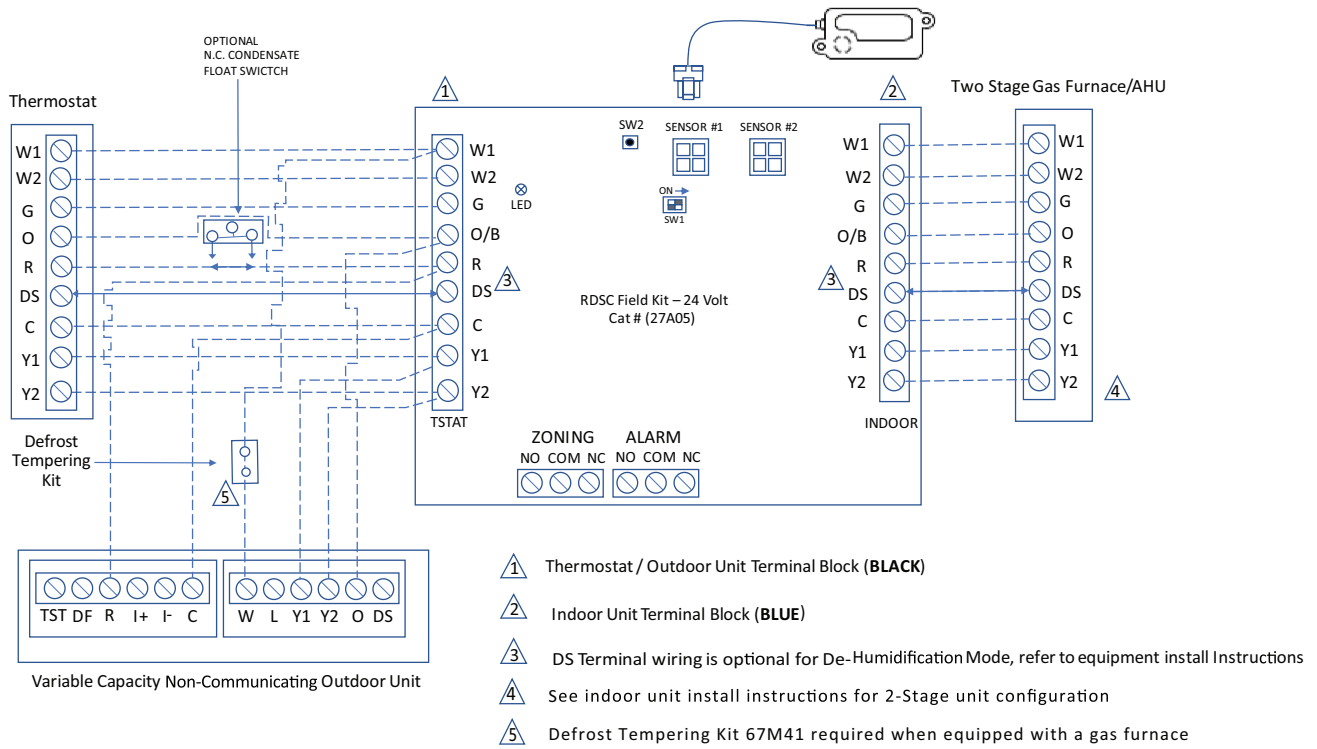 OPTIONAL
N.C. CONDENSATE
FLOAT SWICTCH
Thermostat
W1
W2
G
O
R
DS
C
Y1
Y2
Defrost
Tempering
Kit
5
1
W1
W2
G
O/B
R
DS
3
C
Y1
Y2
TSTAT
SW2
SENSOR #1
SENSOR #2
LED
ON
SW1
RDSC Field Kit – 24 Volt
Cat # (27A05)
ZONING
NO COM NC
ALARM
NO COM NC
2
W1
W2
G
O/B
R
3
DS
C
Y1
Y2
INDOOR
Two Stage Gas Furnace/AHU
W1
W2
G
O
R
DS
C
Y1
Y2
4
TST DF R I+ I- C
W L Y1 Y2 O DS
Variable Capacity Non-Communicating Outdoor Unit
1 Thermostat / Outdoor Unit Terminal Block (BLACK)
2 Indoor Unit Terminal Block (BLUE)
3 DS Terminal wiring is optional for De-Humidification Mode, refer to equipment install Instructions
4 See indoor unit install instructions for 2-Stage unit configuration
5 Defrost Tempering Kit 67M41 required when equipped with a gas furnace